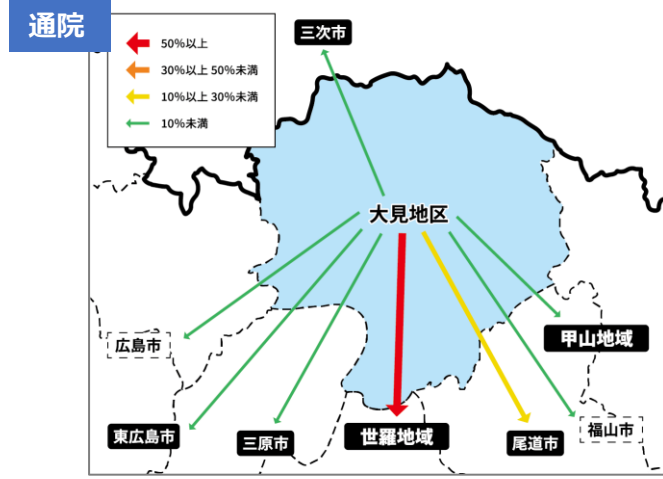 通院
50%以上
30%以上 50%未満
10%以上 30%未満
10%未満
三次市
大見地区
広島市
甲山地域
東広島市
三原市
世羅地域
尾道市
福山市